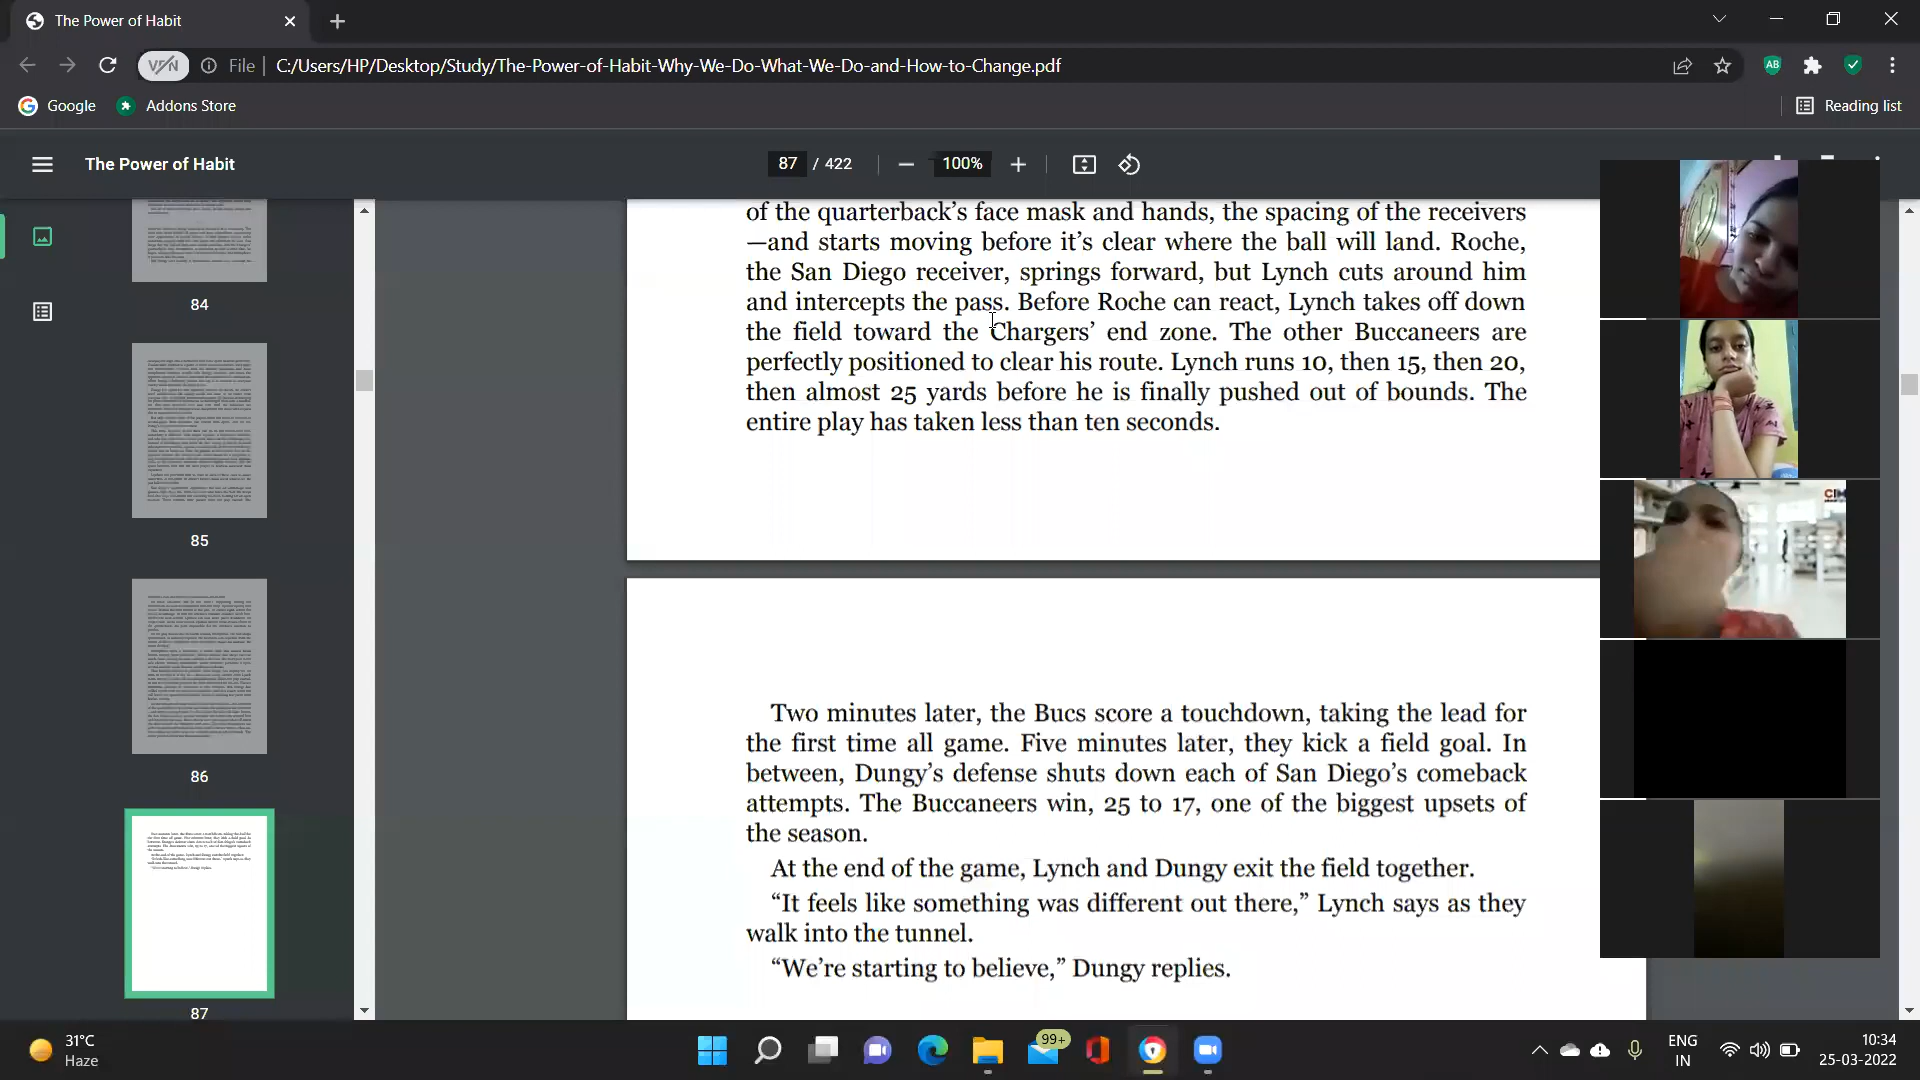 The Power of Habit
VPN
File
C:/Users/HP/Desktop/Study/The-Power-of-Habit-Why-We-Do-What-We-Do-and-How-to-Change.pdf
AB
Google
Addons Store
Reading list
The Power of Habit
87 / 422
100%
84
85
86
87
of the quarterback’s face mask and hands, the spacing of the receivers
—and starts moving before it’s clear where the ball will land. Roche,
the San Diego receiver, springs forward, but Lynch cuts around him
and intercepts the pass. Before Roche can react, Lynch takes off down
the field toward the Chargers’ end zone. The other Buccaneers are
perfectly positioned to clear his route. Lynch runs 10, then 15, then 20,
then almost 25 yards before he is finally pushed out of bounds. The
entire play has taken less than ten seconds.
Two minutes later, the Bucs score a touchdown, taking the lead for
the first time all game. Five minutes later, they kick a field goal. In
between, Dungy’s defense shuts down each of San Diego’s comeback
attempts. The Buccaneers win, 25 to 17, one of the biggest upsets of
the season.
At the end of the game, Lynch and Dungy exit the field together.
“It feels like something was different out there,” Lynch says as they
walk into the tunnel.
“We’re starting to believe,” Dungy replies.
31°C
Haze
99+
ENG
IN
10:34
25-03-2022